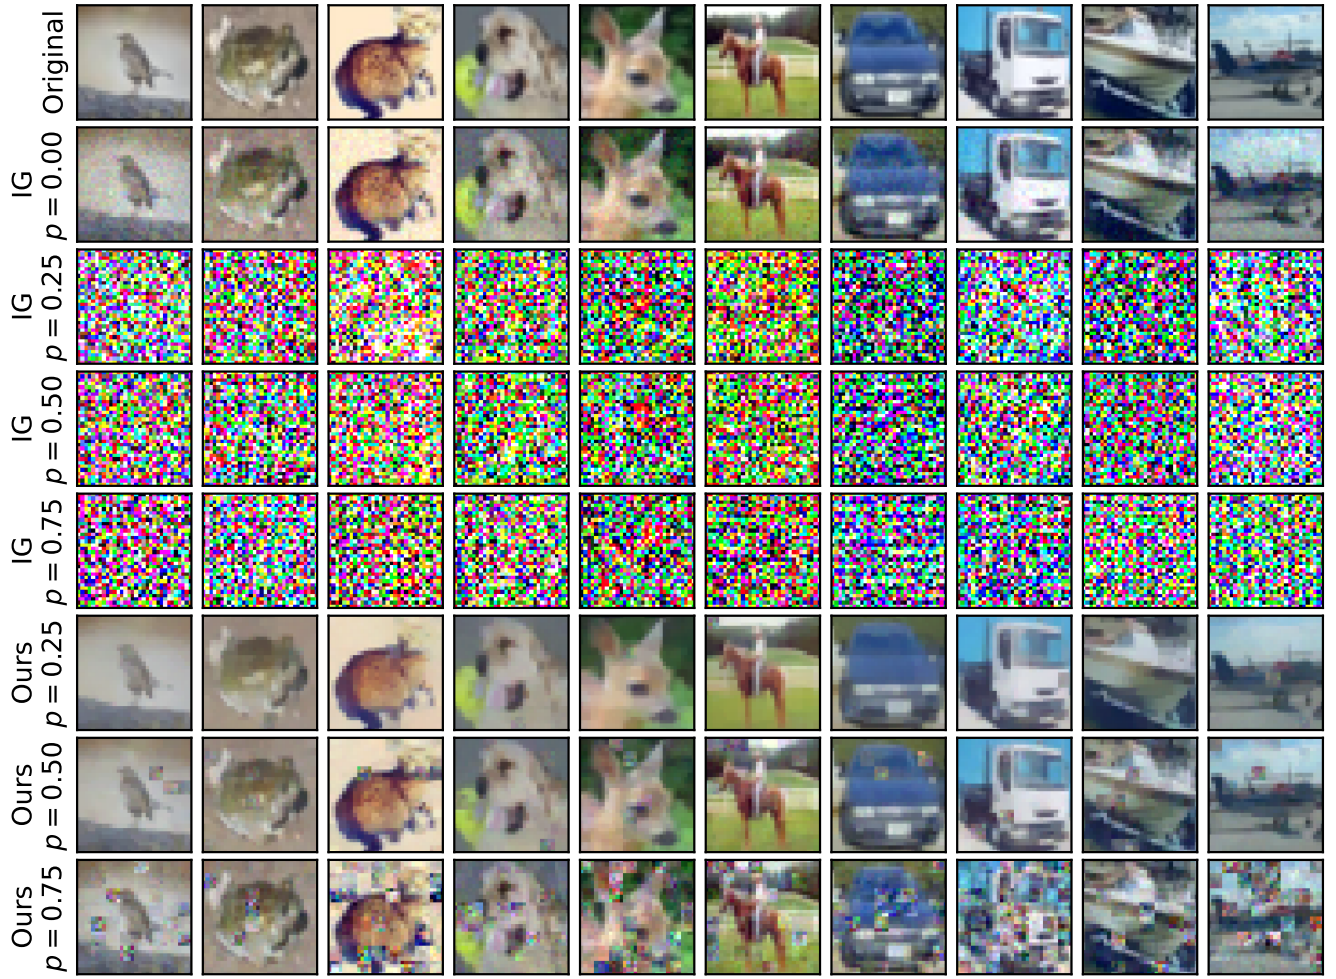 Original
IG
p = 0.00
IG
p = 0.25
IG
p = 0.50
IG
p = 0.75
Ours
p = 0.25
Ours
p = 0.50
Ours
p = 0.75